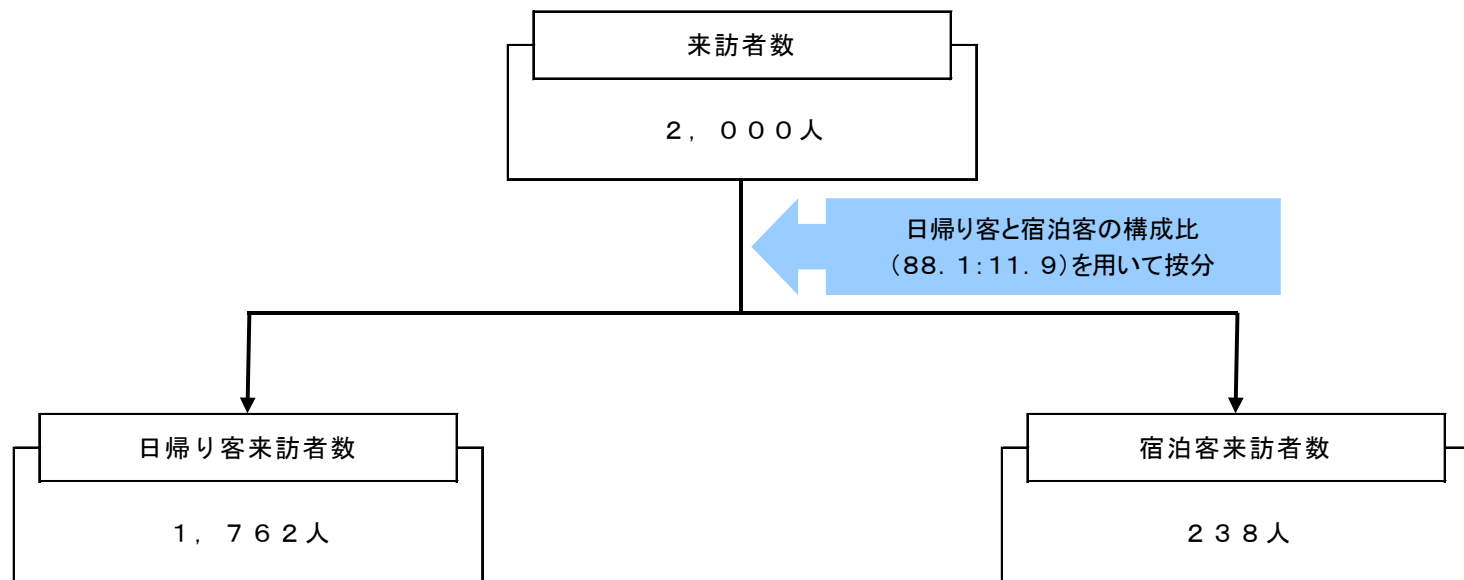 来訪者数
２，０００人
日帰り客と宿泊客の構成比
（８８．１：１１．９）を用いて按分
日帰り客来訪者数
宿泊客来訪者数
１，７６２人
２３８人